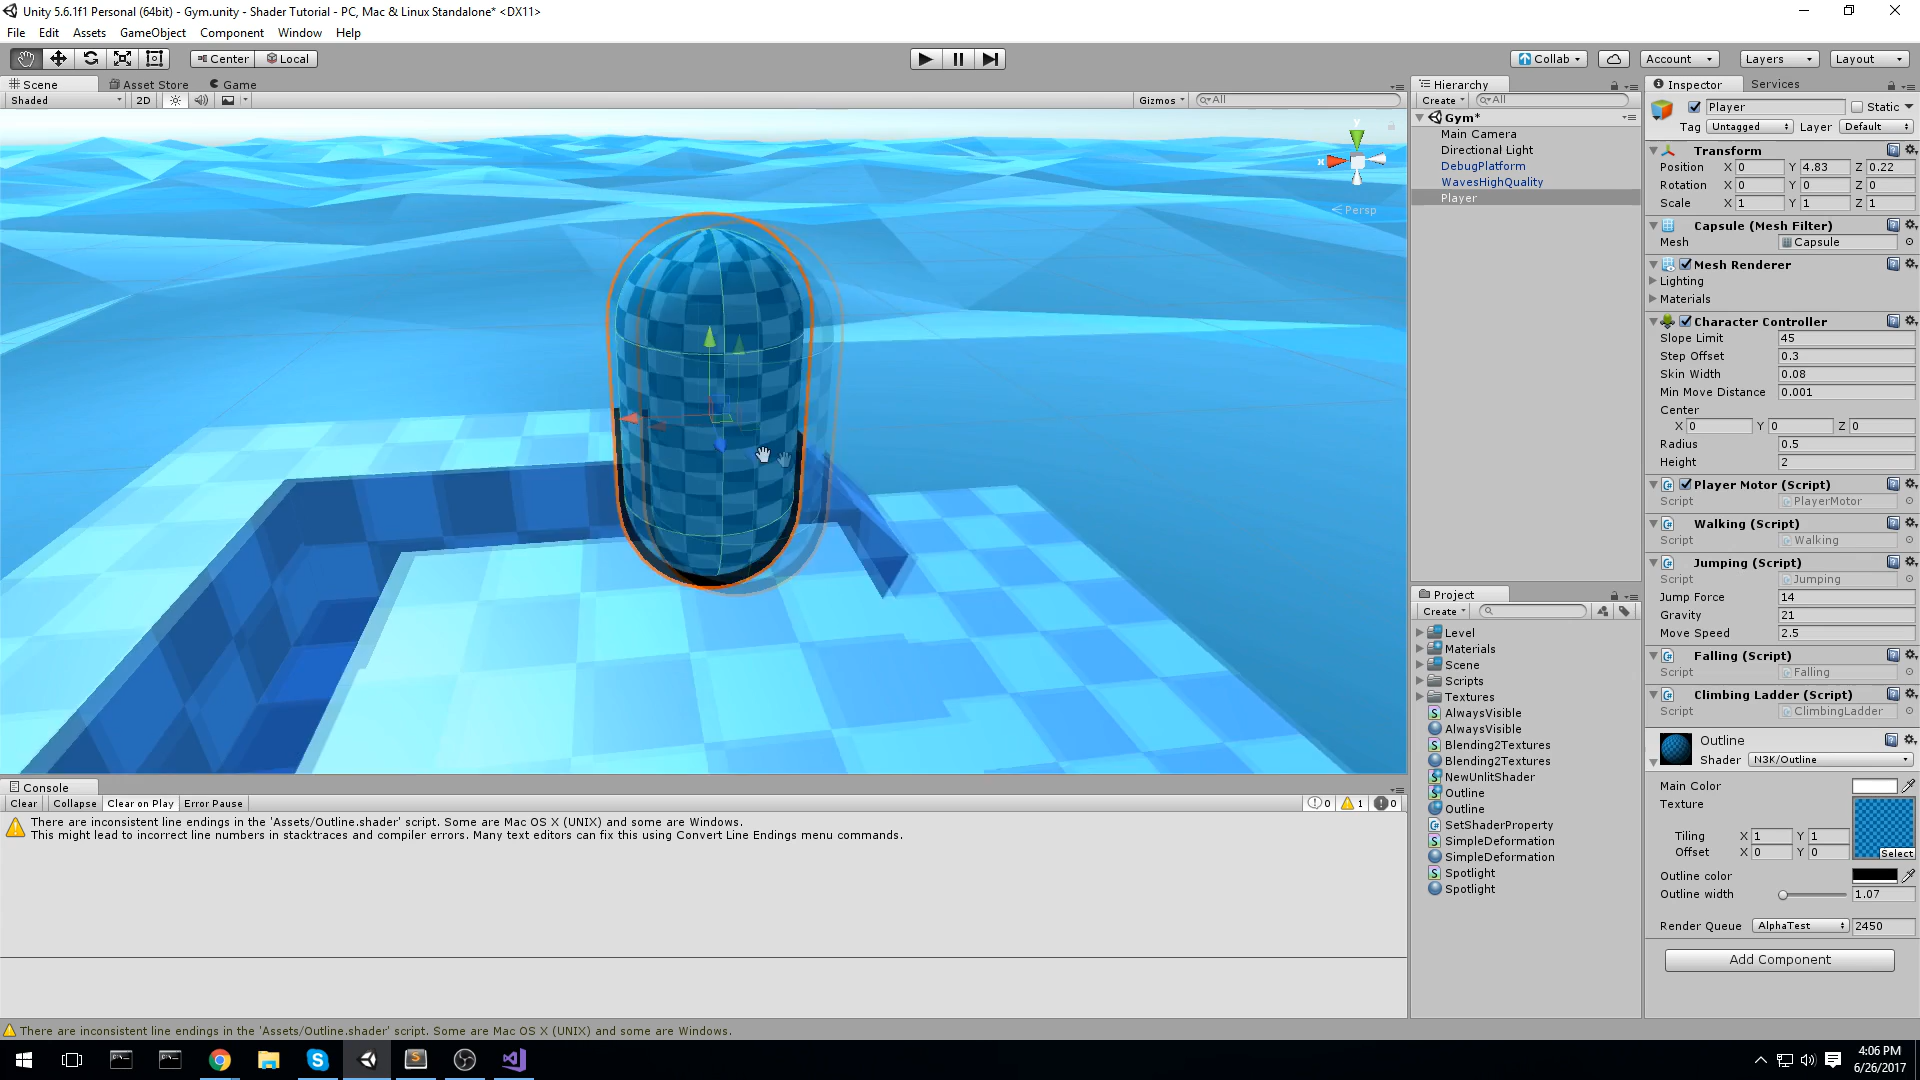 Unity 5.6.1f1 Personal (64bit) - Gym.unity - Shader Tutorial - PC, Mac & Linux Standalone* <DX11>
File Edit Assets GameObject Component Window Help
Center Local Collab Account Layers Layout
Scene Asset Store Game
Shaded 2D Gizmos All
y
x
Persp
Hierarchy
Create All
Gym*
Main Camera
Directional Light
DebugPlatform
WavesHighQuality
Player
Project
Create
Level
Materials
Scene
Scripts
Textures
AlwaysVisible
AlwaysVisible
Blending2Textures
Blending2Textures
NewUnlitShader
Outline
Outline
SetShaderProperty
SimpleDeformation
SimpleDeformation
Spotlight
Spotlight
Inspector Services
Player Static
Tag Untagged Layer Default
Transform
Position X 0 Y 4.83 Z 0.22
Rotation X 0 Y 0 Z 0
Scale X 1 Y 1 Z 1
Capsule (Mesh Filter)
Mesh Capsule
Mesh Renderer
Lighting
Materials
Character Controller
Slope Limit 45
Step Offset 0.3
Skin Width 0.08
Min Move Distance 0.001
Center
X 0 Y 0 Z 0
Radius 0.5
Height 2
Player Motor (Script)
Script PlayerMotor
Walking (Script)
Script Walking
Jumping (Script)
Script Jumping
Jump Force 14
Gravity 21
Move Speed 2.5
Falling (Script)
Script Falling
Climbing Ladder (Script)
Script ClimbingLadder
Outline
Shader N3K/Outline
Main Color
Texture
Tiling X 1 Y 1
Offset X 0 Y 0
Select
Outline color
Outline width 1.07
Render Queue AlphaTest 2450
Add Component
Console
Clear Collapse Clear on Play Error Pause 0 1 0
There are inconsistent line endings in the 'Assets/Outline.shader' script. Some are Mac OS X (UNIX) and some are Windows.
This might lead to incorrect line numbers in stacktraces and compiler errors. Many text editors can fix this using Convert Line Endings menu commands.
There are inconsistent line endings in the 'Assets/Outline.shader' script. Some are Mac OS X (UNIX) and some are Windows.
4:06 PM
6/26/2017